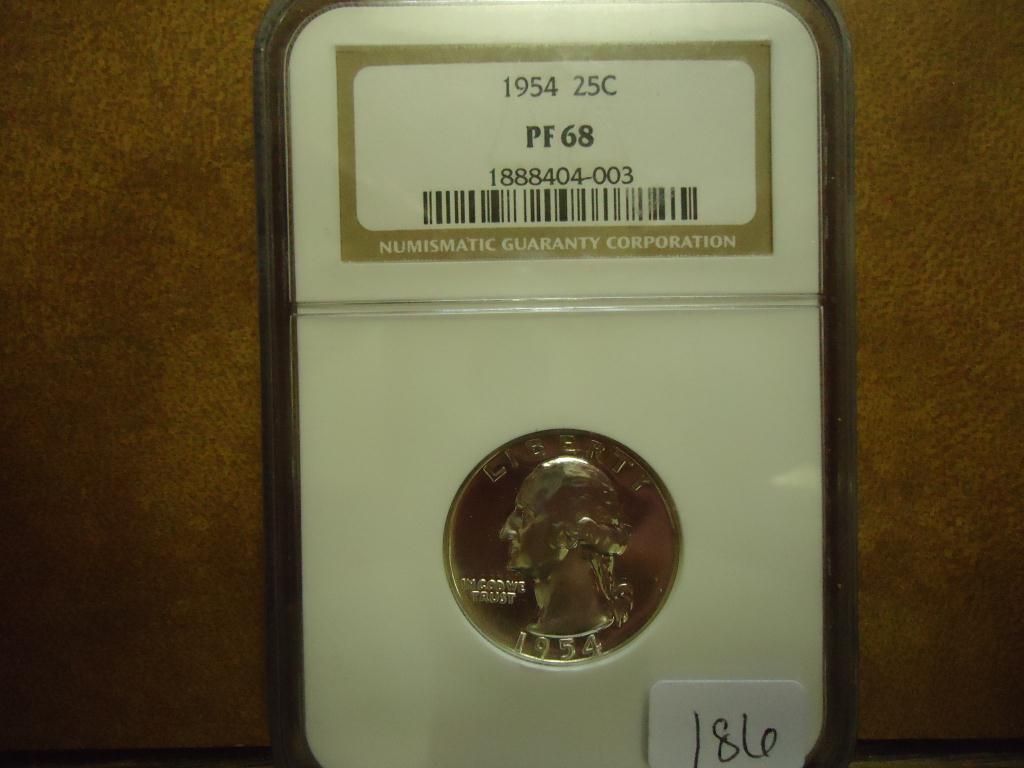 1954 25C
PF 68
1888404-003
NUMISMATIC GUARANTY CORPORATION
LIBERTY
IN GOD WE
TRUST
1954
186